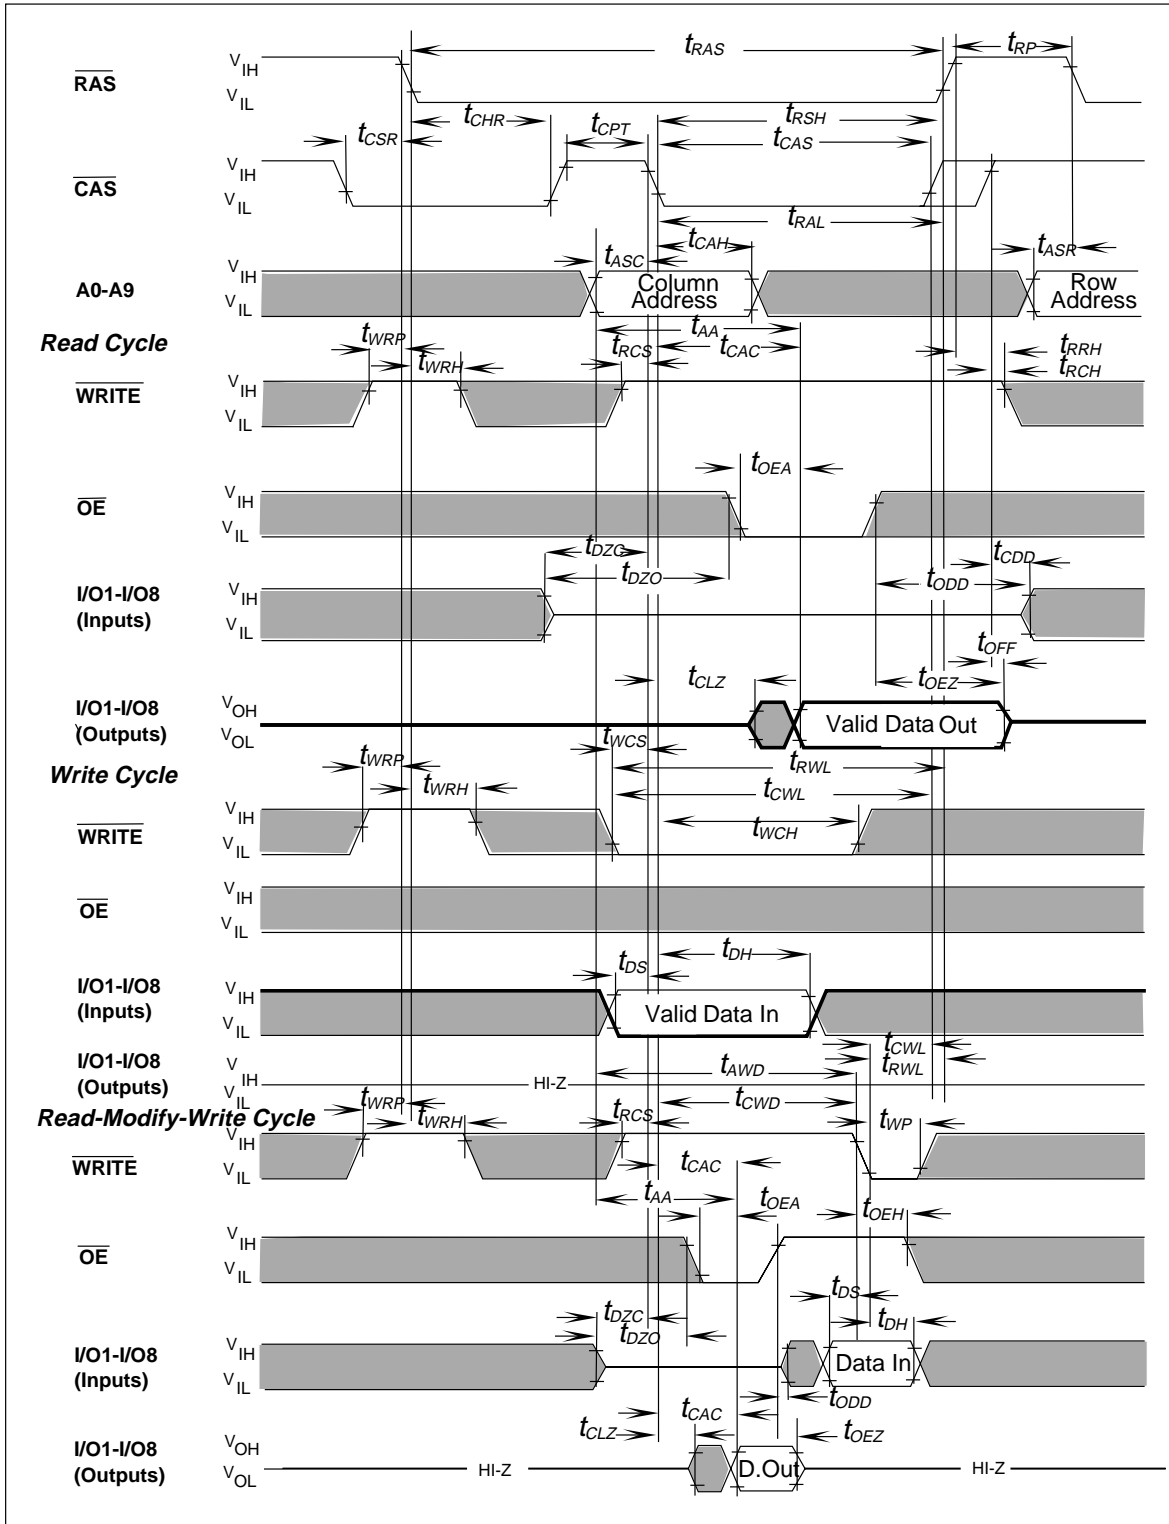 tRAS
tRP
RAS
VIH
VIL
tCHR
tCPT
tRSH
tCSR
tCAS
CAS
VIH
VIL
tRAL
tCAH
tASC
tASR
A0-A9
VIH
VIL
Column
Address
Row
Address
Read Cycle
tWRP
tWRH
tAA
tRCS
tCAC
tRRH
tRCH
WRITE
VIH
VIL
tOEA
OE
VIH
VIL
tDZC
tDZO
tCDD
tODD
I/O1-I/O8
(Inputs)
VIH
VIL
tOFF
tCLZ
tOEZ
I/O1-I/O8
(Outputs)
VOH
VOL
Valid Data Out
Write Cycle
tWCS
tWRP
tWRH
tRWL
tCWL
tWCH
WRITE
VIH
VIL
OE
VIH
VIL
tDS
tDH
I/O1-I/O8
(Inputs)
VIH
VIL
Valid Data In
tCWL
tRWL
I/O1-I/O8
(Outputs)
VIH
VIL
HI-Z
tAWD
Read-Modify-Write Cycle
tWRP
tWRH
tRCS
tCWD
tWP
WRITE
VIH
VIL
tCAC
tAA
tOEA
tOEH
OE
VIH
VIL
tDS
tDH
tDZC
tDZO
I/O1-I/O8
(Inputs)
VIH
VIL
Data In
tODD
tCAC
tCLZ
tOEZ
I/O1-I/O8
(Outputs)
VOH
VOL
HI-Z
D.Out
HI-Z